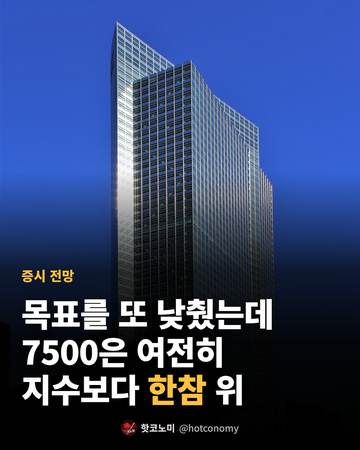 증시 전망
목표를 또 낮췄는데
7500은 여전히
지수보다 한참 위
핫코노미 @hotconomy